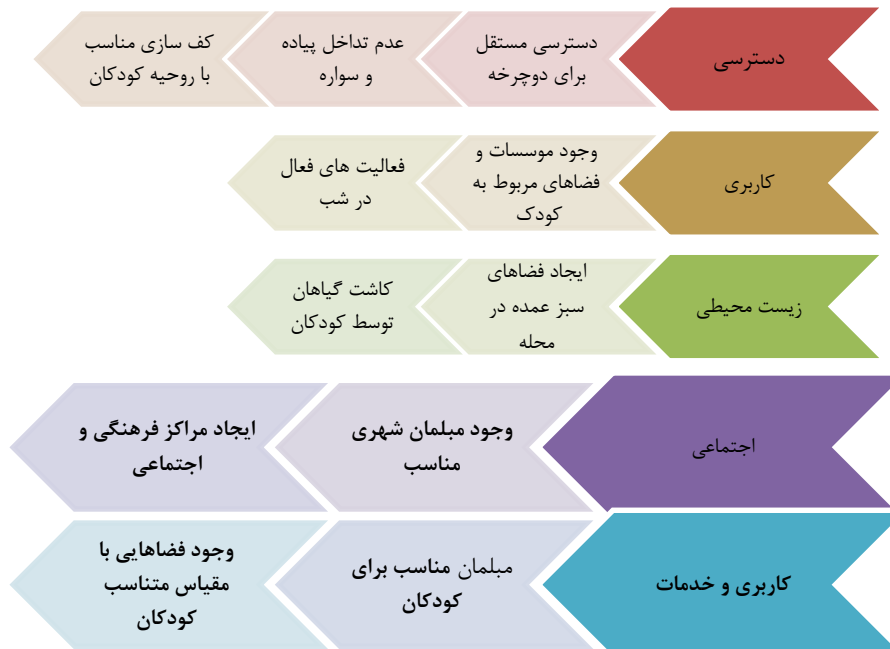 دسترسی
دسترسی مستقل
برای دوچرخه
عدم تداخل پیاده
و سواره
کف سازی مناسب
با روحیه کودکان
کاربری
وجود موسسات و
فضاهای مربوط به
کودک
فعالیت های فعال
در شب
زیست محیطی
ایجاد فضاهای
سبز عمده در
محله
کاشت گیاهان
توسط کودکان
اجتماعی
وجود مبلمان شهری
مناسب
ایجاد مراکز فرهنگی و
اجتماعی
کاربری و خدمات
مبلمان مناسب برای
کودکان
وجود فضاهایی با
مقیاس متناسب
کودکان